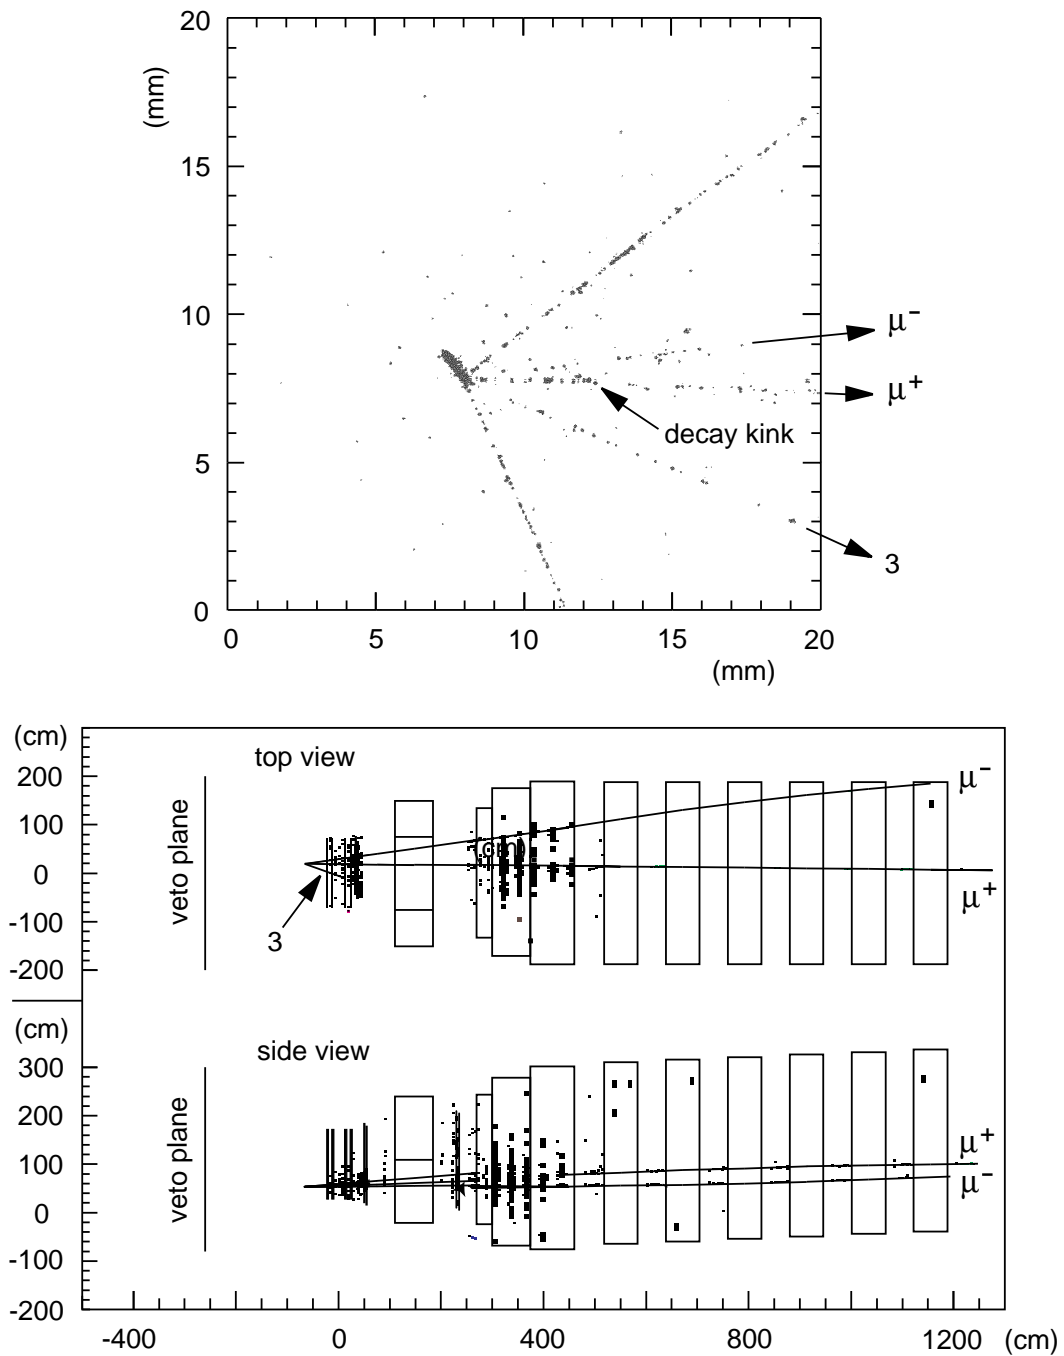 20
(mm)
15
10
μ⁻
μ⁺
decay kink
5
3
0
0 5 10 15 20
(mm)
(cm)
top view
200
μ⁻
100
veto plane
(cm)
0
μ⁺
-100
3
-200
(cm)
side view
300
200
veto plane
μ⁺
100
μ⁻
0
-100
-200
-400 0 400 800 1200 (cm)